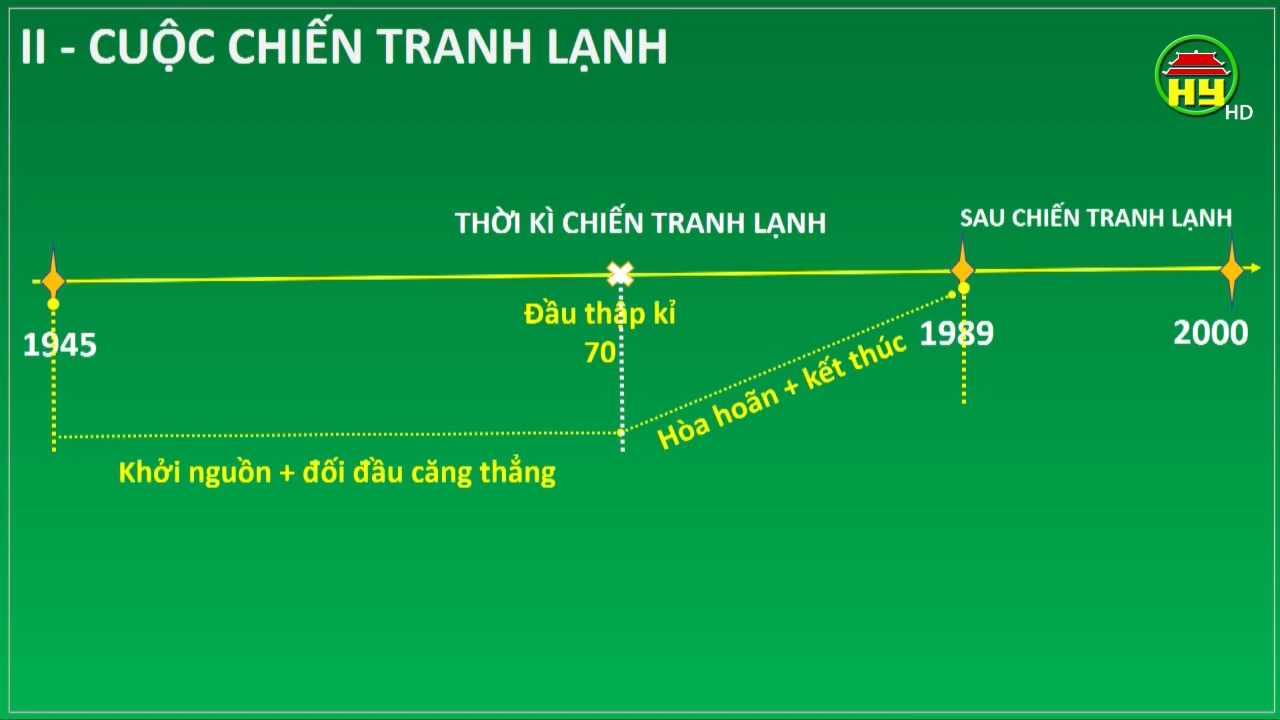 II - CUỘC CHIẾN TRANH LẠNH
HY
HD
THỜI KÌ CHIẾN TRANH LẠNH
SAU CHIẾN TRANH LẠNH
Đầu thập kỉ
70
1945
1989
2000
Hòa hoãn + kết thúc
Khởi nguồn + đối đầu căng thẳng